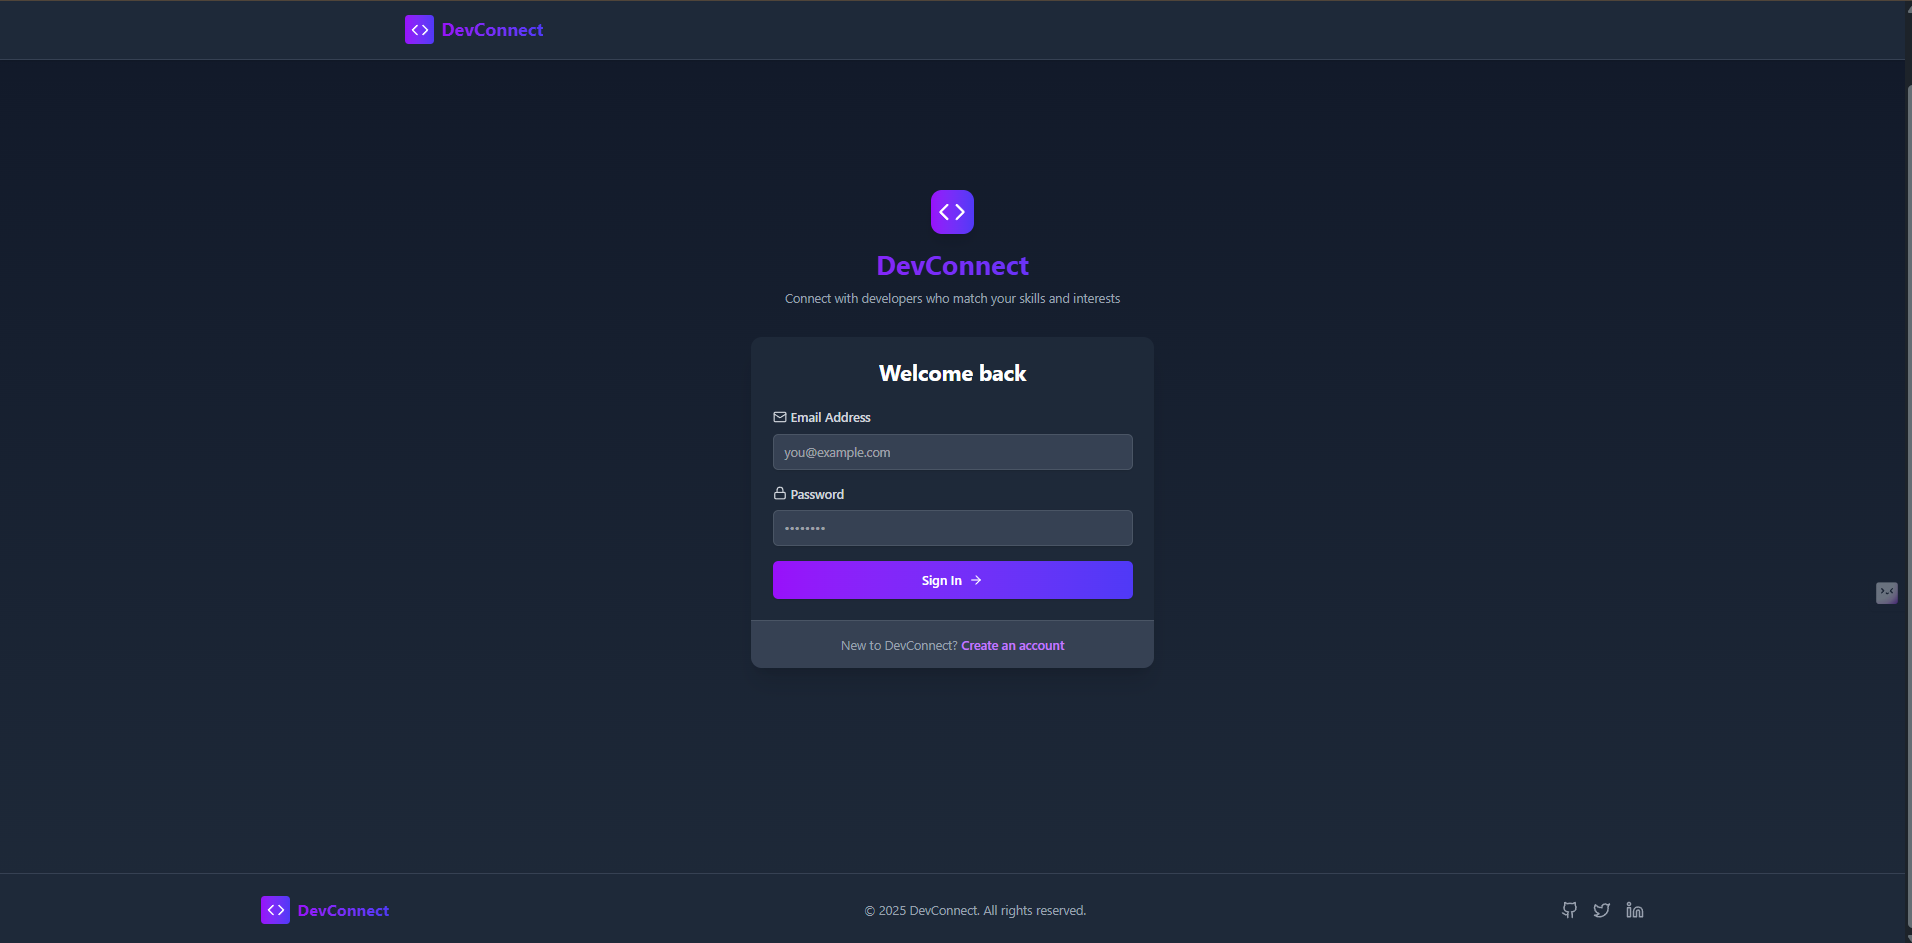 DevConnect
DevConnect
Connect with developers who match your skills and interests
Welcome back
Email Address
you@example.com
Password
••••••••
Sign In →
New to DevConnect? Create an account
DevConnect
© 2025 DevConnect. All rights reserved.